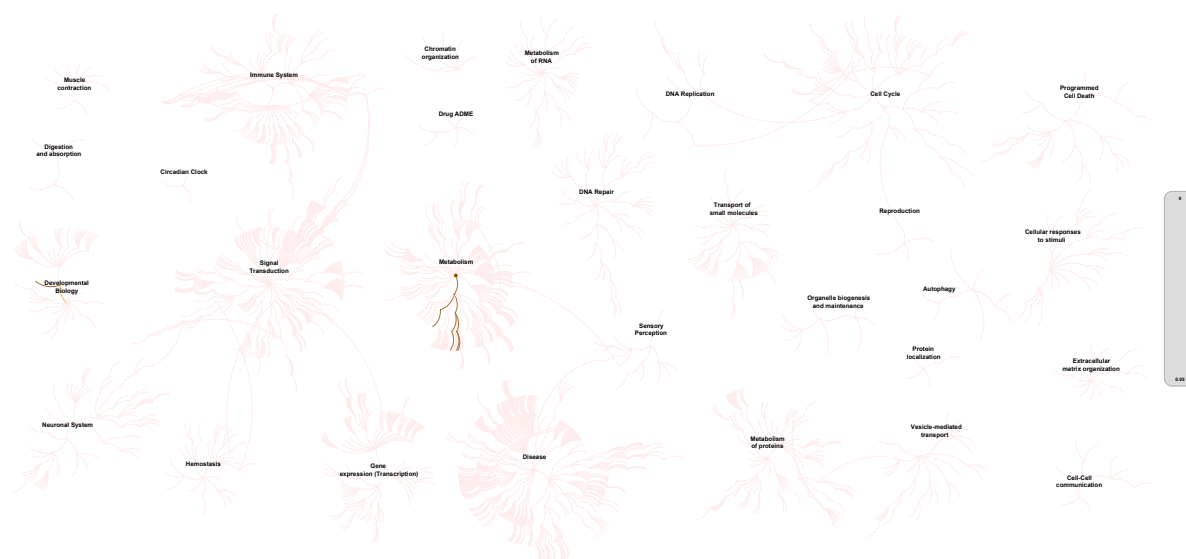 Chromatin
organization
Metabolism
of RNA
Immune System
Muscle
contraction
DNA Replication
Cell Cycle
Programmed
Cell Death
Drug ADME
Digestion
and absorption
Circadian Clock
DNA Repair
Transport of
small molecules
Reproduction
Cellular responses
to stimuli
0
Signal
Transduction
Metabolism
Developmental
Biology
Autophagy
Organelle biogenesis
and maintenance
Sensory
Perception
Protein
localization
Extracellular
matrix organization
0.05
Neuronal System
Hemostasis
Gene
expression (Transcription)
Disease
Metabolism
of proteins
Vesicle-mediated
transport
Cell-Cell
communication